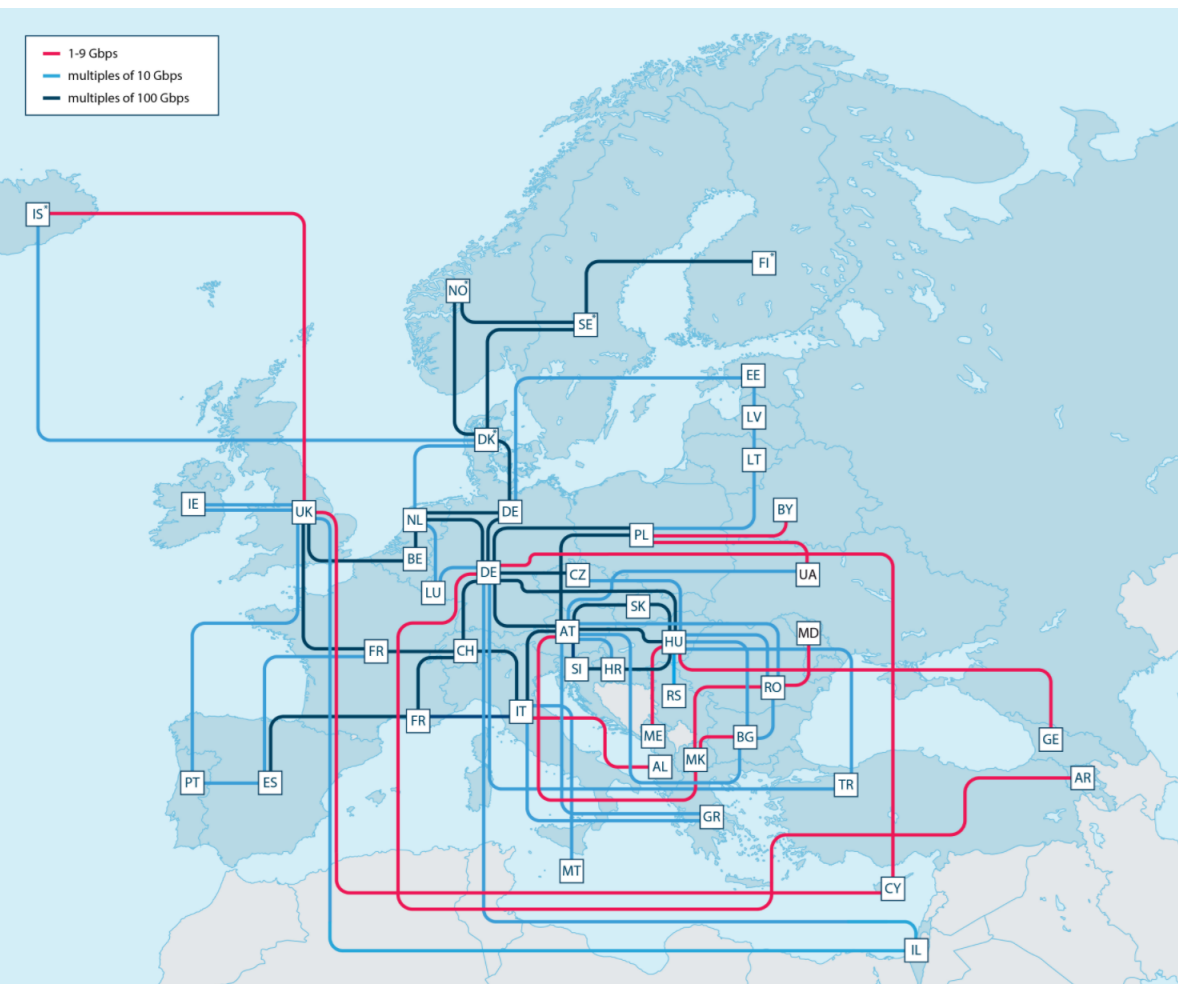 1-9 Gbps
multiples of 10 Gbps
multiples of 100 Gbps
IS*
FI*
NO*
SE*
EE
LV
DK*
LT
IE
UK
NL
DE
BY
PL
BE
DE
CZ
UA
LU
SK
AT
HU
MD
FR
CH
SI
HR
RS
RO
FR
IT
ME
BG
GE
MK
AL
PT
ES
TR
AR
GR
MT
CY
IL